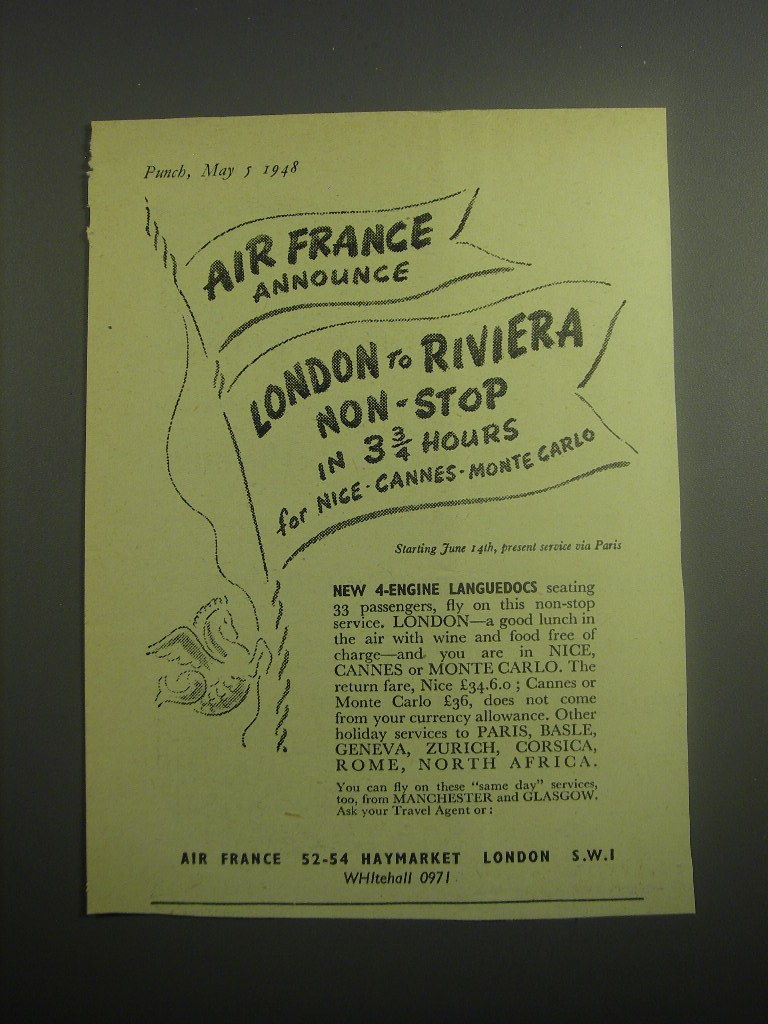 Punch, May 5 1948
AIR FRANCE
ANNOUNCE
LONDON TO RIVIERA
NON-STOP
IN 3¾ HOURS
for NICE-CANNES-MONTE CARLO
Starting June 14th, present service via Paris
NEW 4-ENGINE LANGUEDOCS seating
33 passengers, fly on this non-stop
service. LONDON—a good lunch in
the air with wine and food free of
charge—and you are in NICE,
CANNES or MONTE CARLO. The
return fare, Nice £34.6.0 ; Cannes or
Monte Carlo £36, does not come
from your currency allowance. Other
holiday services to PARIS, BASLE,
GENEVA, ZURICH, CORSICA,
ROME, NORTH AFRICA.
You can fly on these "same day" services,
too, from MANCHESTER and GLASGOW.
Ask your Travel Agent or :
AIR FRANCE 52-54 HAYMARKET LONDON S.W.1
WHItehall 0971